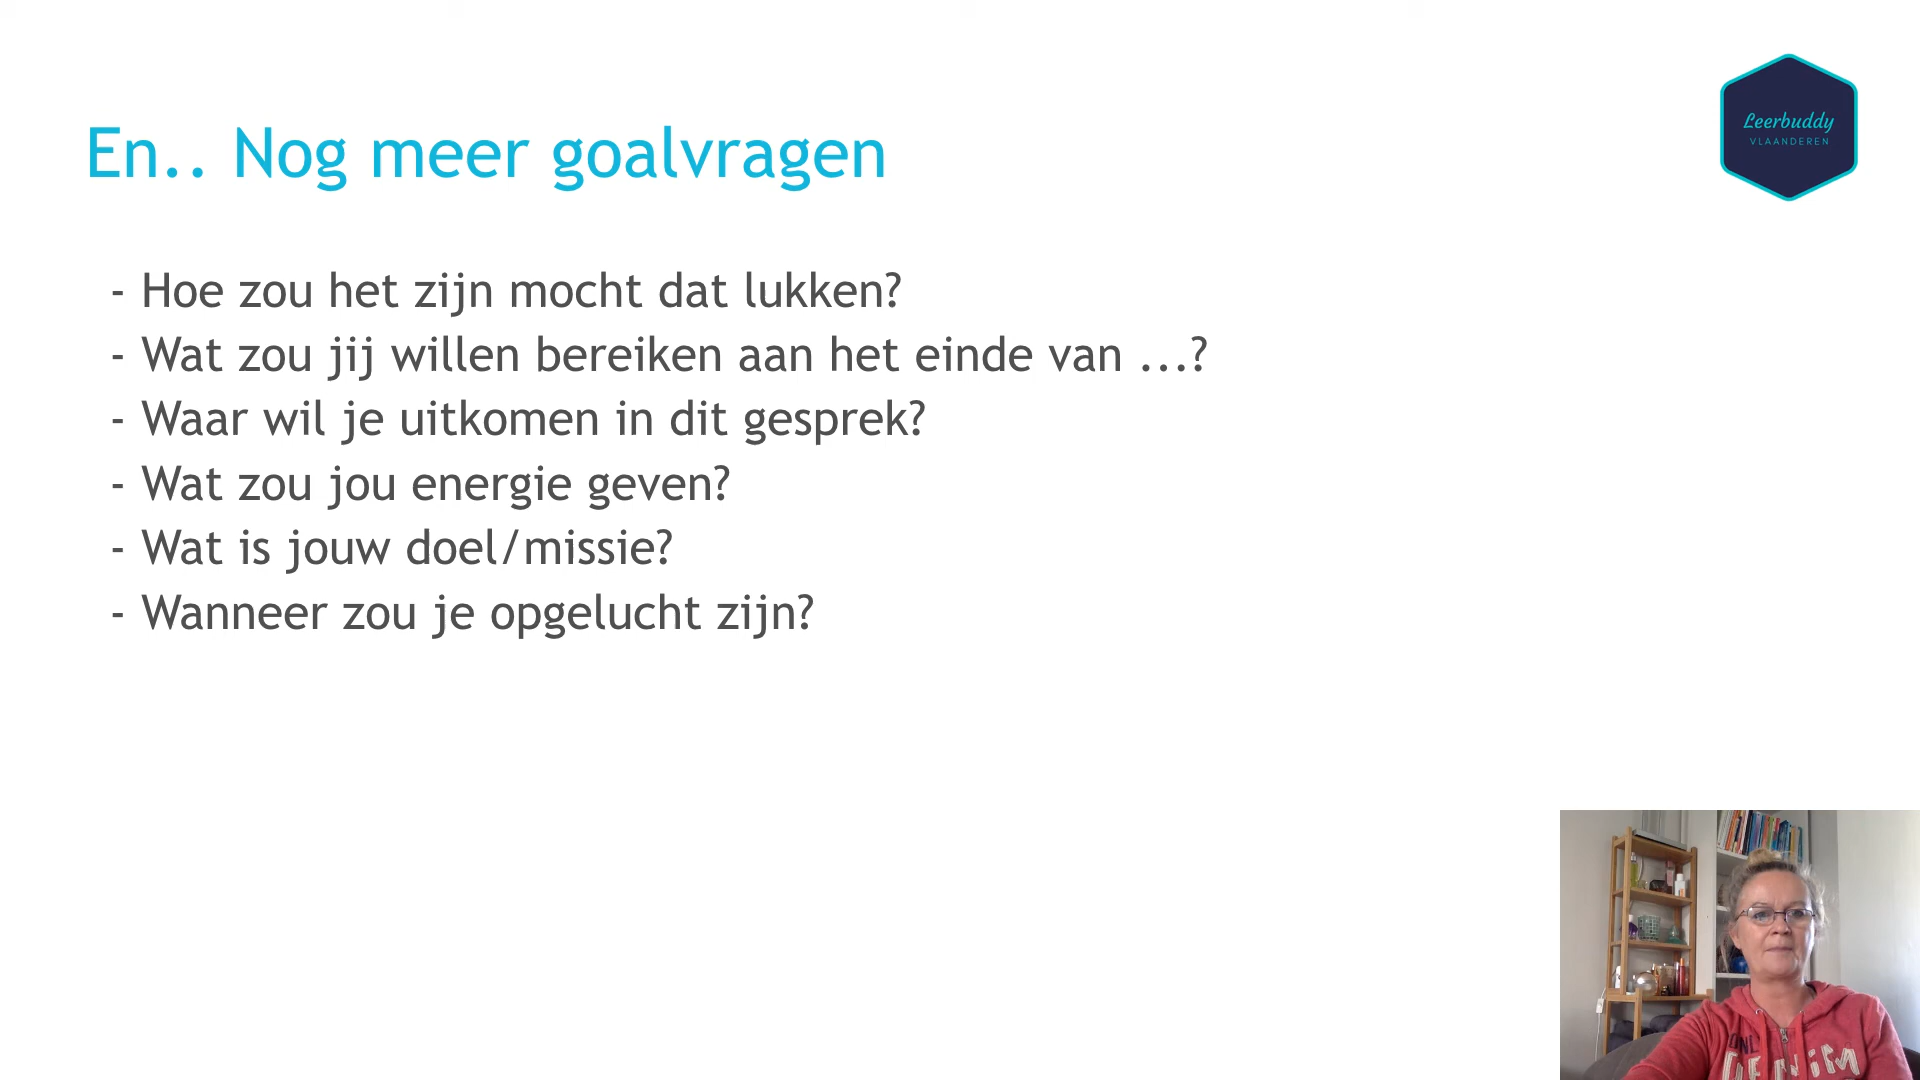 Leerbuddy
VLAANDEREN
En.. Nog meer goalvragen
- Hoe zou het zijn mocht dat lukken?
- Wat zou jij willen bereiken aan het einde van ...?
- Waar wil je uitkomen in dit gesprek?
- Wat zou jou energie geven?
- Wat is jouw doel/missie?
- Wanneer zou je opgelucht zijn?